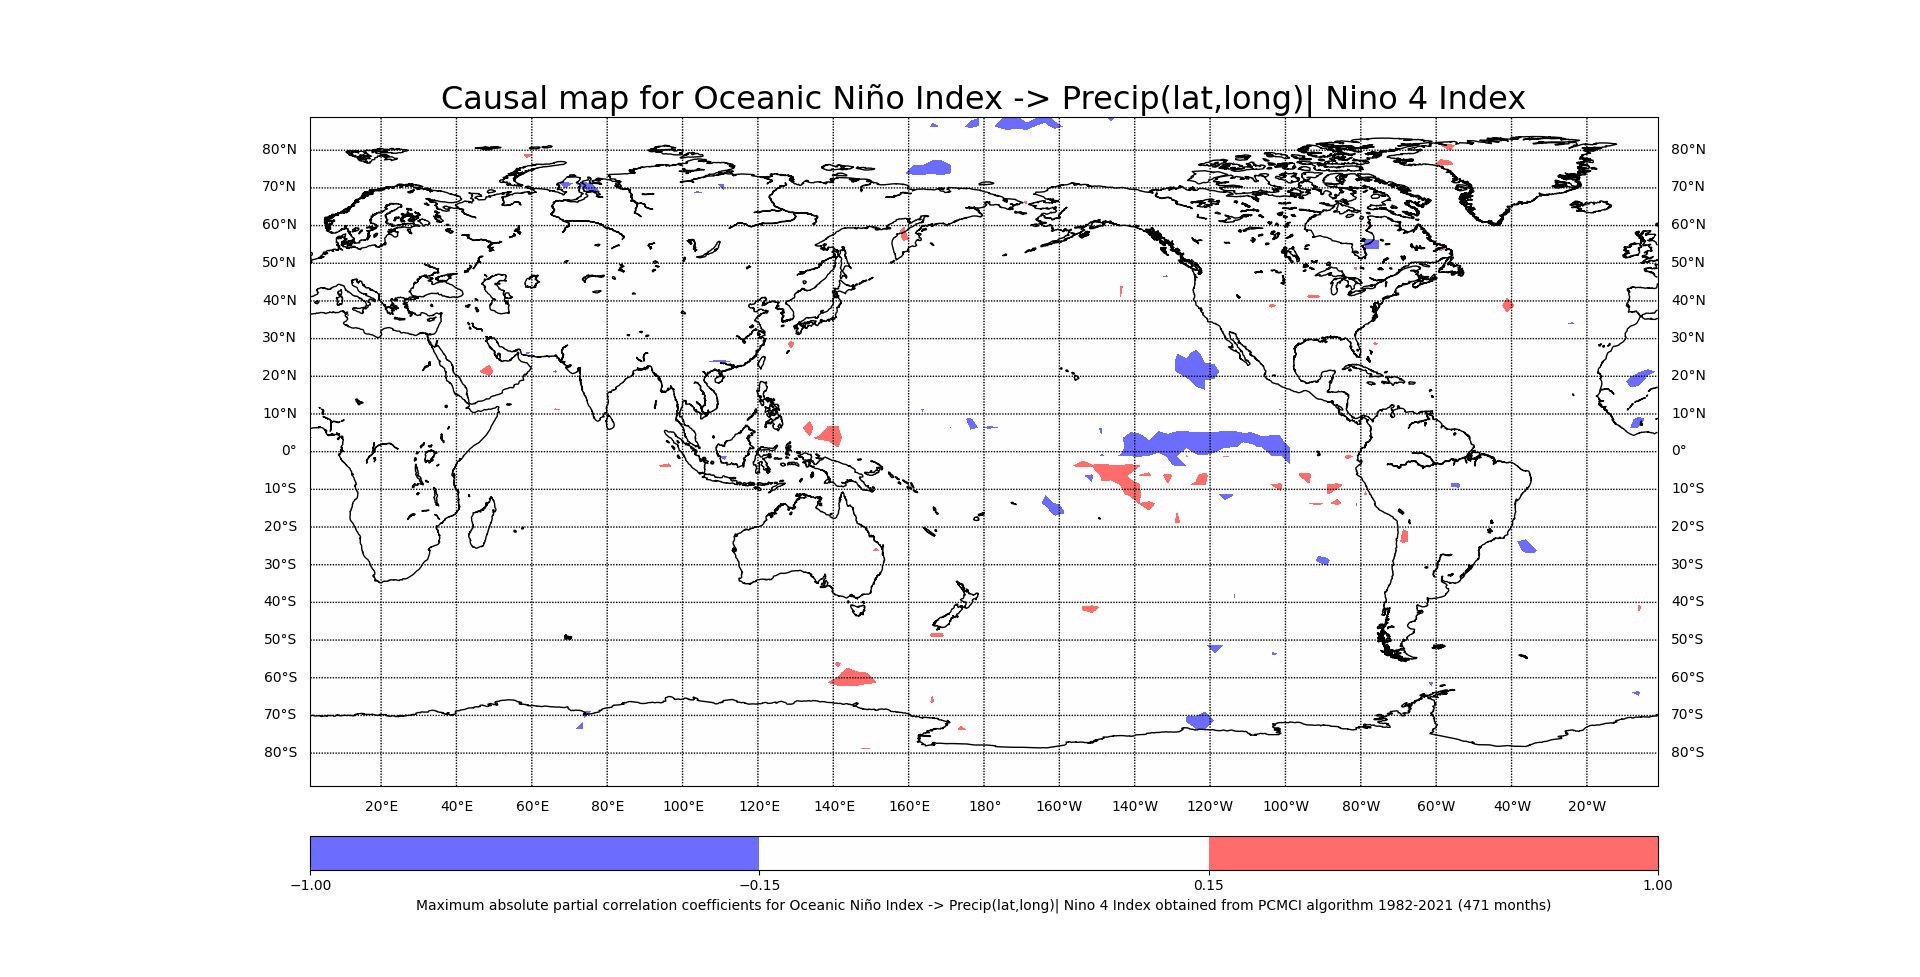 Causal map for Oceanic Niño Index -> Precip(lat,long)| Nino 4 Index
80°N 80°N
70°N 70°N
60°N 60°N
50°N 50°N
40°N 40°N
30°N 30°N
20°N 20°N
10°N 10°N
0° 0°
10°S 10°S
20°S 20°S
30°S 30°S
40°S 40°S
50°S 50°S
60°S 60°S
70°S 70°S
80°S 80°S
20°E 40°E 60°E 80°E 100°E 120°E 140°E 160°E 180° 160°W 140°W 120°W 100°W 80°W 60°W 40°W 20°W
−1.00 −0.15 0.15 1.00
Maximum absolute partial correlation coefficients for Oceanic Niño Index -> Precip(lat,long)| Nino 4 Index obtained from PCMCI algorithm 1982-2021 (471 months)